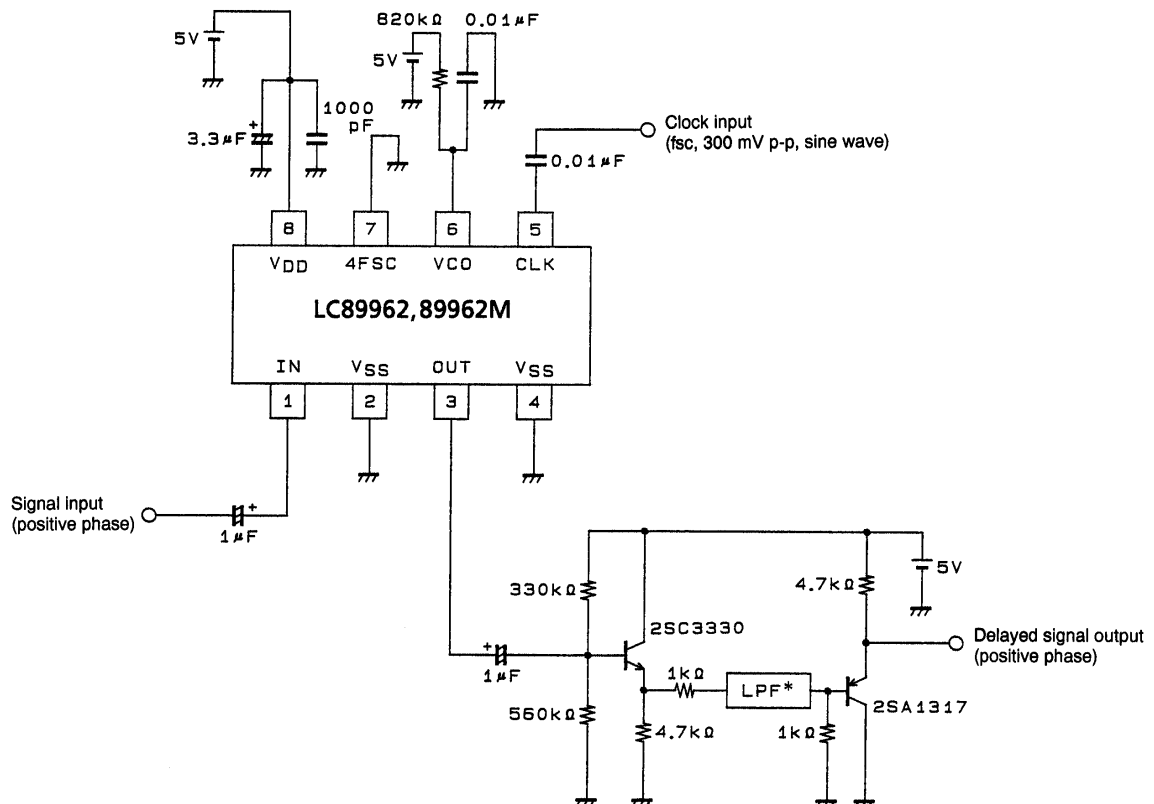 820kΩ 0.01µF
5V
5V
1000
pF
3.3µF
+
Clock input
(fsc, 300 mV p-p, sine wave)
0.01µF
8 7 6 5
VDD 4FSC VCO CLK
LC89962,89962M
IN VSS OUT VSS
1 2 3 4
Signal input
(positive phase)
+
1µF
330kΩ
4.7kΩ
5V
2SC3330
+
1µF
Delayed signal output
(positive phase)
1kΩ
LPF*
2SA1317
560kΩ
4.7kΩ
1kΩ